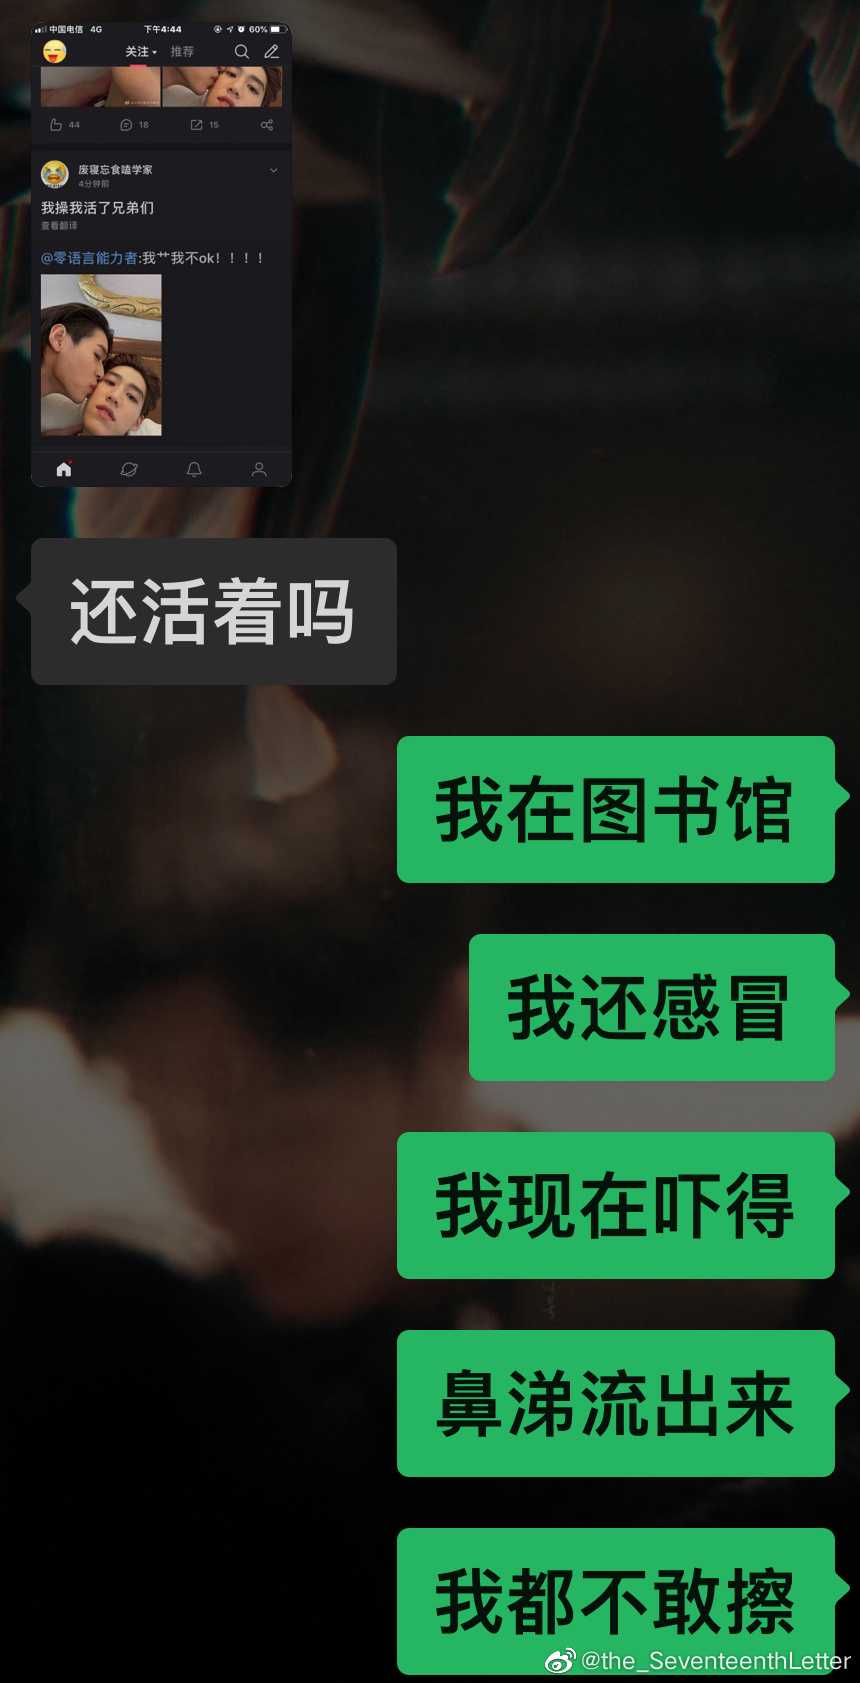 中国电信 4G 下午4:44 60%
关注 推荐
44 18 15
废寝忘食嗑学家
4分钟前
我操我活了兄弟们
查看翻译
@零语言能力者:我艹我不ok！！！！
还活着吗
我在图书馆
我还感冒
我现在吓得
鼻涕流出来
我都不敢擦
@the_SeventeenthLetter